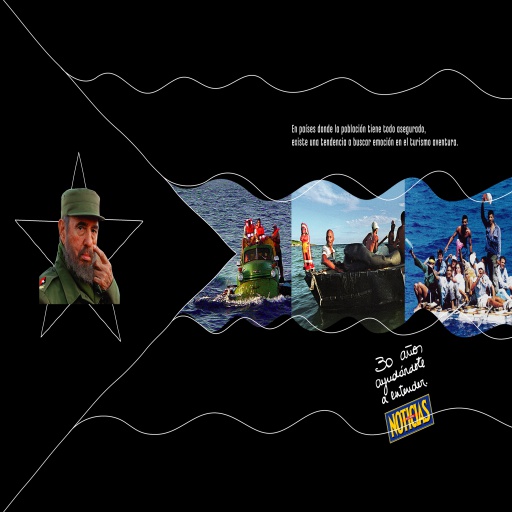 En países donde la población tiene todo asegurado,
existe una tendencia a buscar emoción en el turismo aventura.
30 años
ayudándote
a entender.
NOTICIAS